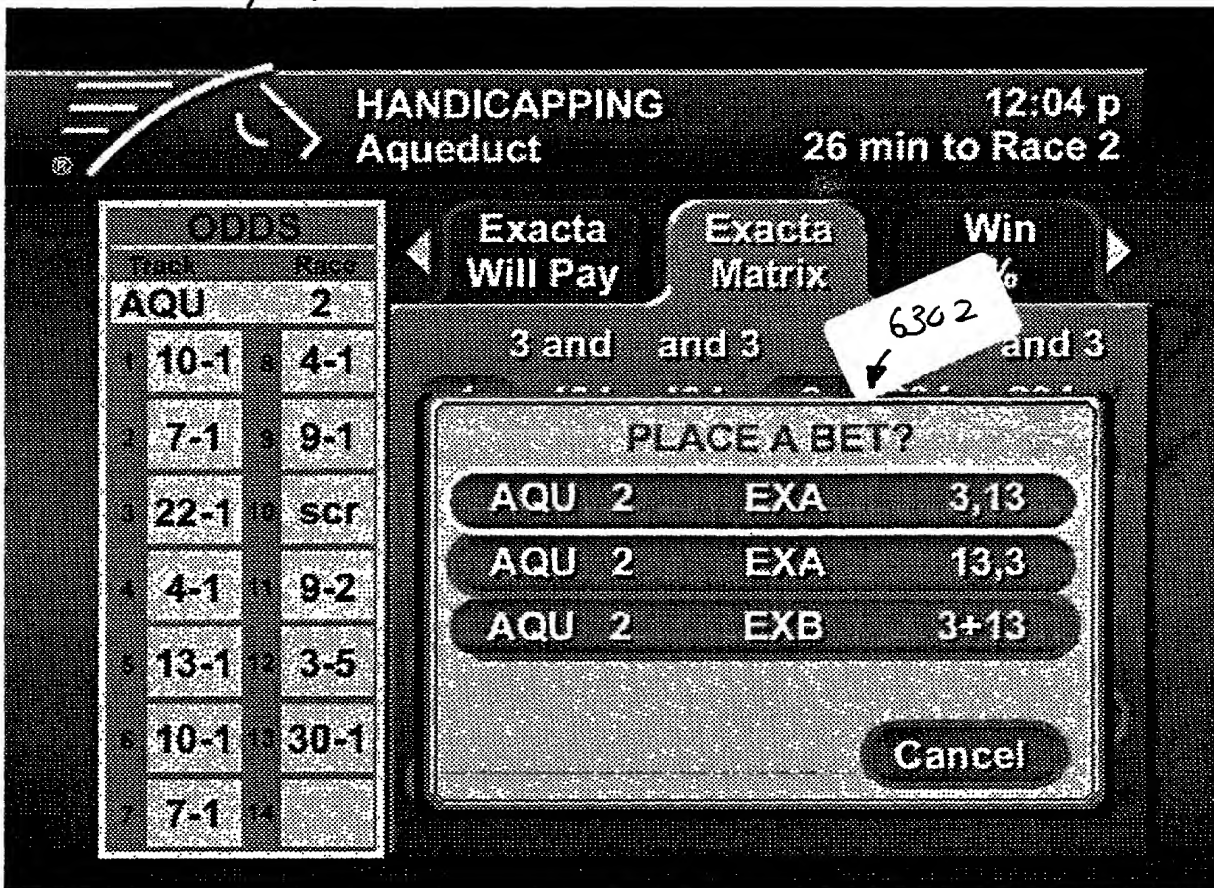 HANDICAPPING
Aqueduct
12:04 p
26 min to Race 2
®
ODDS
Track Race
AQU 2
1 10-1 8 4-1
2 7-1 9 9-1
3 22-1 10 scr
4 4-1 11 9-2
5 13-1 12 3-5
6 10-1 13 30-1
7 7-1 14
Exacta
Will Pay
Exacta
Matrix
Win
%
3 and and 3 and 3
6302
PLACE A BET?
AQU 2 EXA 3,13
AQU 2 EXA 13,3
AQU 2 EXB 3+13
Cancel